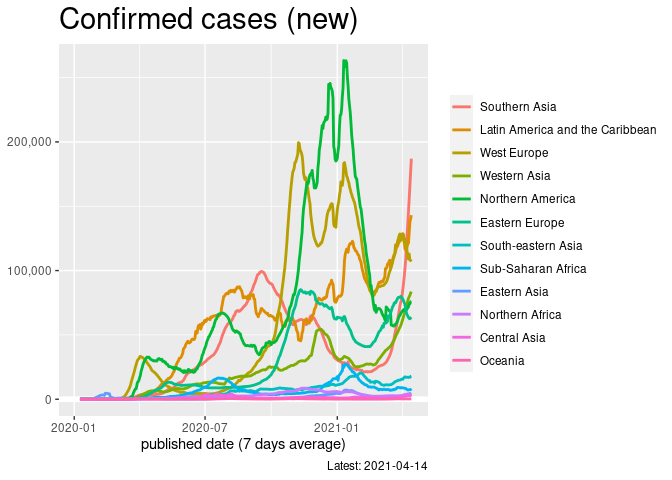 Confirmed cases (new)
200,000
100,000
0
2020-01
2020-07
2021-01
published date (7 days average)
Latest: 2021-04-14
Southern Asia
Latin America and the Caribbean
West Europe
Western Asia
Northern America
Eastern Europe
South-eastern Asia
Sub-Saharan Africa
Eastern Asia
Northern Africa
Central Asia
Oceania